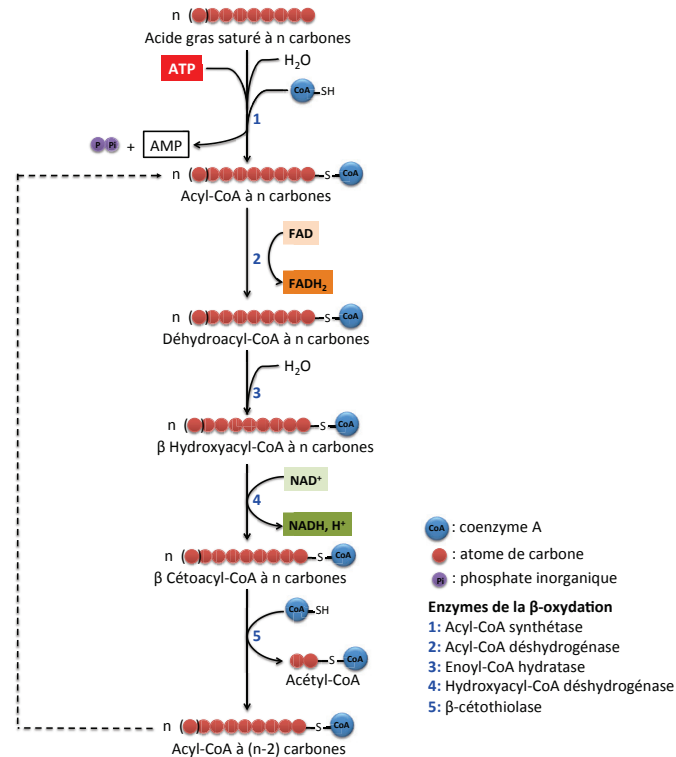 n ( )
Acide gras saturé à n carbones
ATP
H2O
CoA -SH
1
P Pi + AMP
n ( ) -S- CoA
Acyl-CoA à n carbones
FAD
2
FADH2
n ( ) -S- CoA
Déhydroacyl-CoA à n carbones
H2O
3
n ( ) -S- CoA
β Hydroxyacyl-CoA à n carbones
NAD+
4
NADH, H+
n ( ) -S- CoA
β Cétoacyl-CoA à n carbones
CoA -SH
5
-S- CoA
Acétyl-CoA
n ( ) -S- CoA
Acyl-CoA à (n-2) carbones
CoA : coenzyme A
: atome de carbone
Pi : phosphate inorganique
Enzymes de la β-oxydation
1: Acyl-CoA synthétase
2: Acyl-CoA déshydrogénase
3: Enoyl-CoA hydratase
4: Hydroxyacyl-CoA déshydrogénase
5: β-cétothiolase